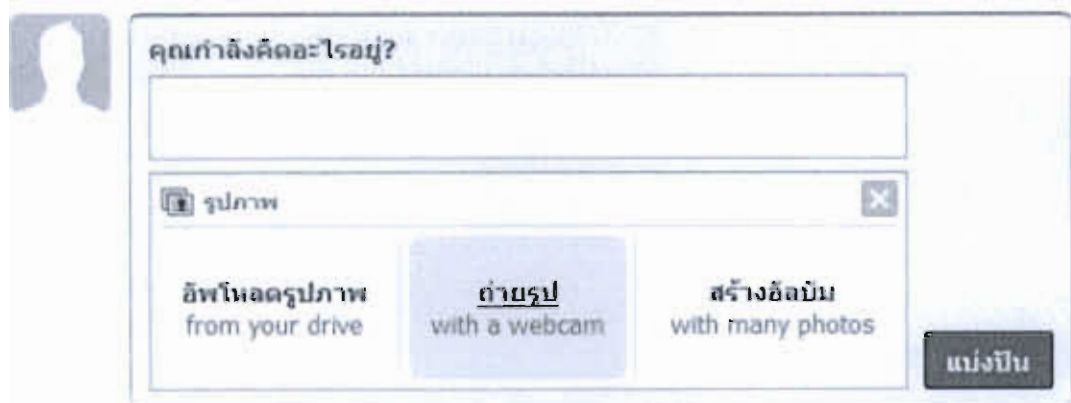 คุณกำลังคิดอะไรอยู่?
รูปภาพ
อัพโหลดรูปภาพ
from your drive
ถ่ายรูป
with a webcam
สร้างอัลบัม
with many photos
แบ่งปัน